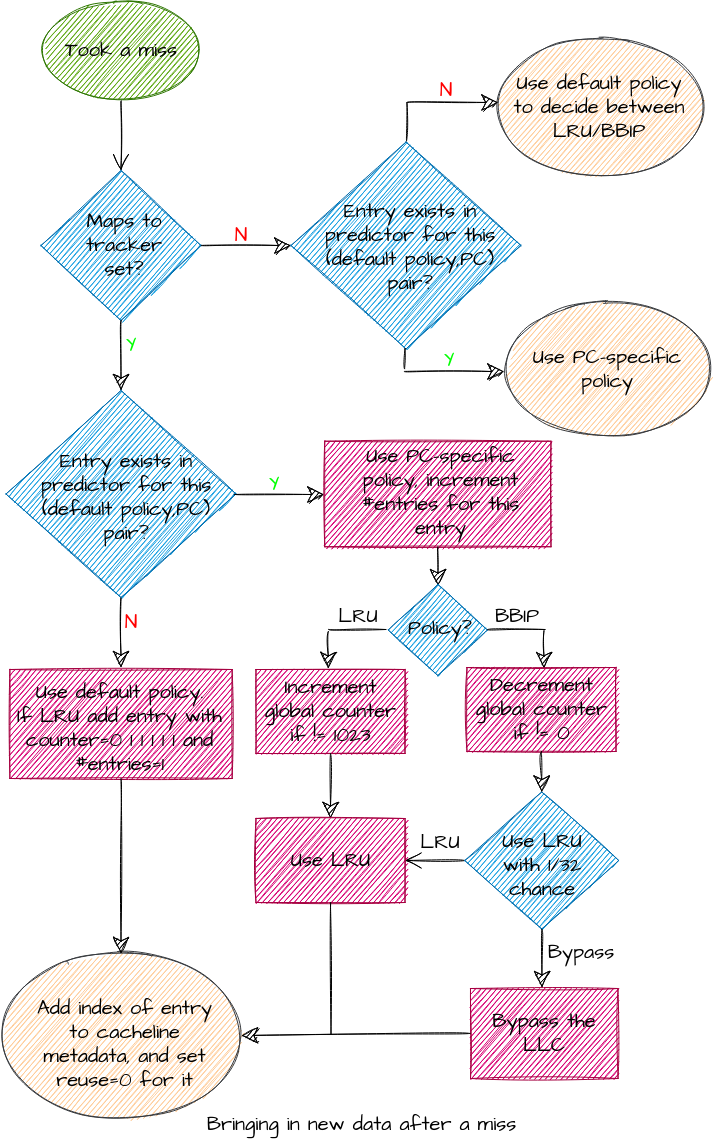 Took a miss
Use default policy
to decide between
LRU/BBIP
N
Maps to
tracker
set?
N
Entry exists in
predictor for this
(default policy,PC)
pair?
Y
Y
Use PC-specific
policy
Entry exists in
predictor for this
(default policy,PC)
pair?
Y
Use PC-specific
policy, increment
#entries for this
entry
N
LRU
Policy?
BBIP
Use default policy.
if LRU add entry with
counter=0 1 1 1 1 1 and
#entries=1
Increment
global counter
if != 1023
Decrement
global counter
if != 0
Use LRU
LRU
Use LRU
with 1/32
chance
Bypass
Bypass the
LLC
Add index of entry
to cacheline
metadata, and set
reuse=0 for it
Bringing in new data after a miss